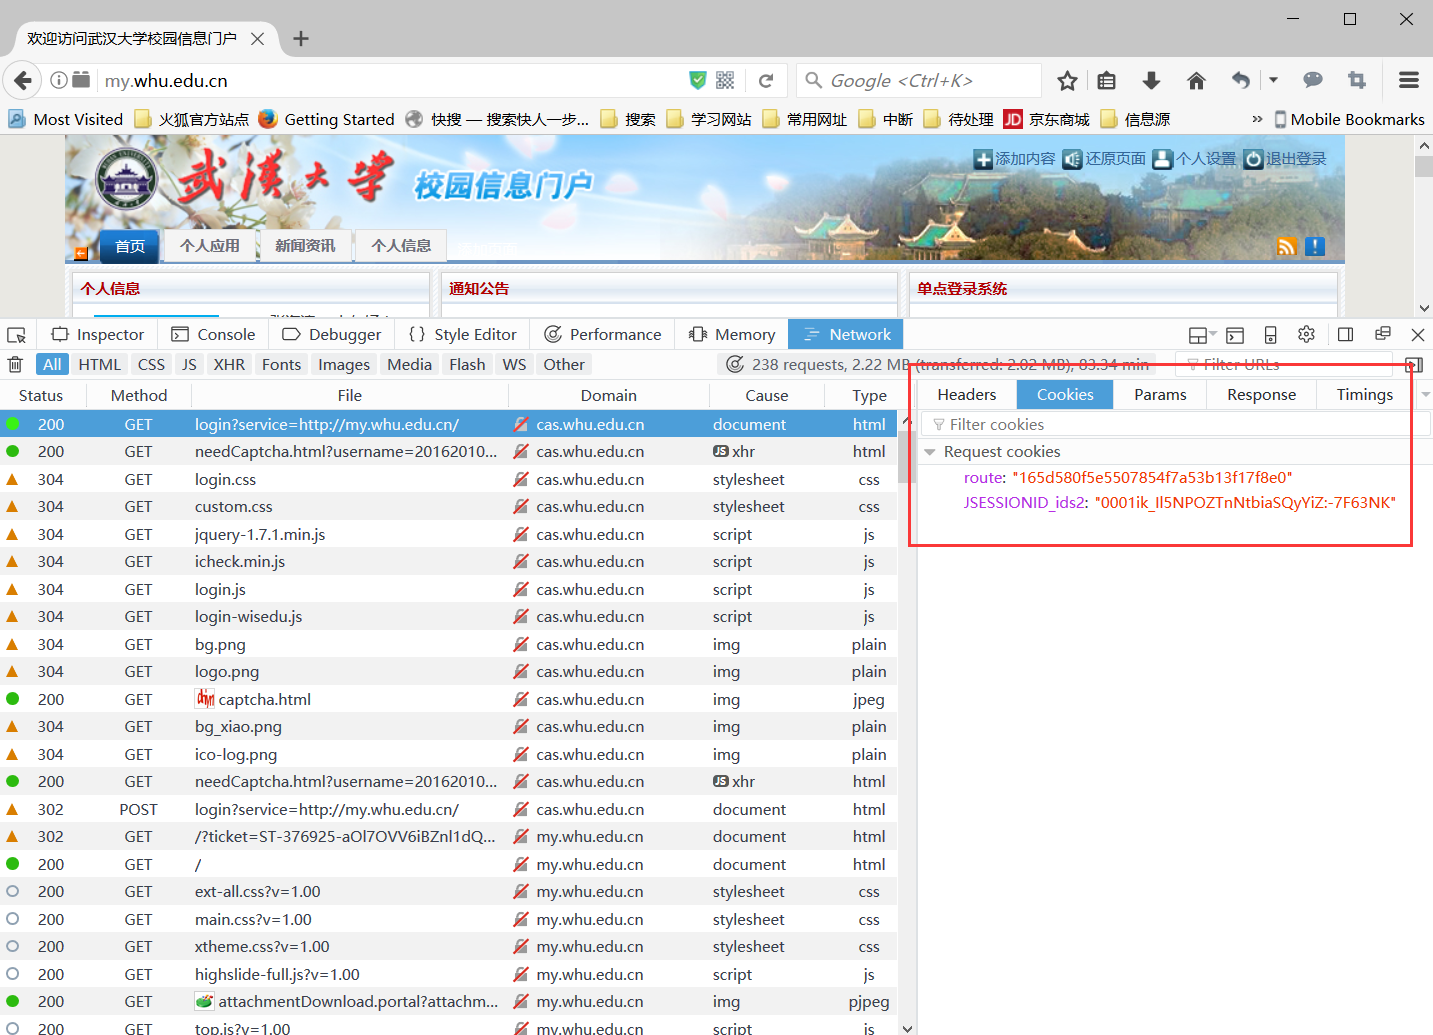 欢迎访问武汉大学校园信息门户
my.whu.edu.cn
Google <Ctrl+K>
Most Visited 火狐官方站点 Getting Started 快搜 — 搜索快人一步... 搜索 学习网站 常用网址 中断 待处理 JD 京东商城 信息源 » Mobile Bookmarks
武漢大学 校园信息门户
添加内容 还原页面 个人设置 退出登录
首页 个人应用 新闻资讯 个人信息
个人信息 通知公告 单点登录系统
Inspector Console Debugger Style Editor Performance Memory Network
All HTML CSS JS XHR Fonts Images Media Flash WS Other 238 requests, 2.22 MB (transferred: 2.02 MB), 83.34 min Filter URLs
Status Method File Domain Cause Type
200 GET login?service=http://my.whu.edu.cn/ cas.whu.edu.cn document html
200 GET needCaptcha.html?username=20162010... cas.whu.edu.cn JS xhr html
304 GET login.css cas.whu.edu.cn stylesheet css
304 GET custom.css cas.whu.edu.cn stylesheet css
304 GET jquery-1.7.1.min.js cas.whu.edu.cn script js
304 GET icheck.min.js cas.whu.edu.cn script js
304 GET login.js cas.whu.edu.cn script js
304 GET login-wisedu.js cas.whu.edu.cn script js
304 GET bg.png cas.whu.edu.cn img plain
304 GET logo.png cas.whu.edu.cn img plain
200 GET captcha.html cas.whu.edu.cn img jpeg
304 GET bg_xiao.png cas.whu.edu.cn img plain
304 GET ico-log.png cas.whu.edu.cn img plain
200 GET needCaptcha.html?username=20162010... cas.whu.edu.cn JS xhr html
302 POST login?service=http://my.whu.edu.cn/ cas.whu.edu.cn document html
302 GET /?ticket=ST-376925-aOl7OVV6iBZnl1dQ... my.whu.edu.cn document html
200 GET / my.whu.edu.cn document html
200 GET ext-all.css?v=1.00 my.whu.edu.cn stylesheet css
200 GET main.css?v=1.00 my.whu.edu.cn stylesheet css
200 GET xtheme.css?v=1.00 my.whu.edu.cn stylesheet css
200 GET highslide-full.js?v=1.00 my.whu.edu.cn script js
200 GET attachmentDownload.portal?attachm... my.whu.edu.cn img pjpeg
200 GET top.js?v=1.00 my.whu.edu.cn script js
Headers Cookies Params Response Timings
Filter cookies
Request cookies
route: "165d580f5e5507854f7a53b13f17f8e0"
JSESSIONID_ids2: "0001ik_Il5NPOZTnNtbiaSQyYiZ:-7F63NK"